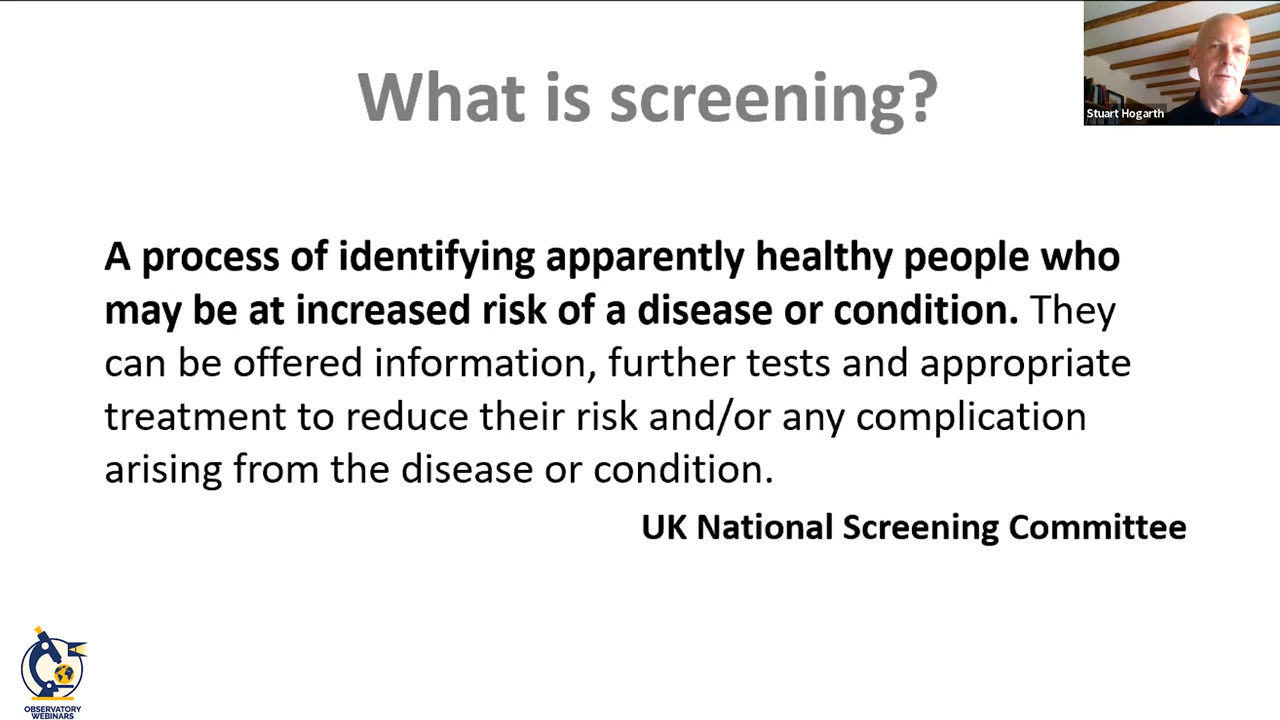 What is screening?
Stuart Hogarth
A process of identifying apparently healthy people who
may be at increased risk of a disease or condition. They
can be offered information, further tests and appropriate
treatment to reduce their risk and/or any complication
arising from the disease or condition.
UK National Screening Committee
OBSERVATORY
WEBINARS